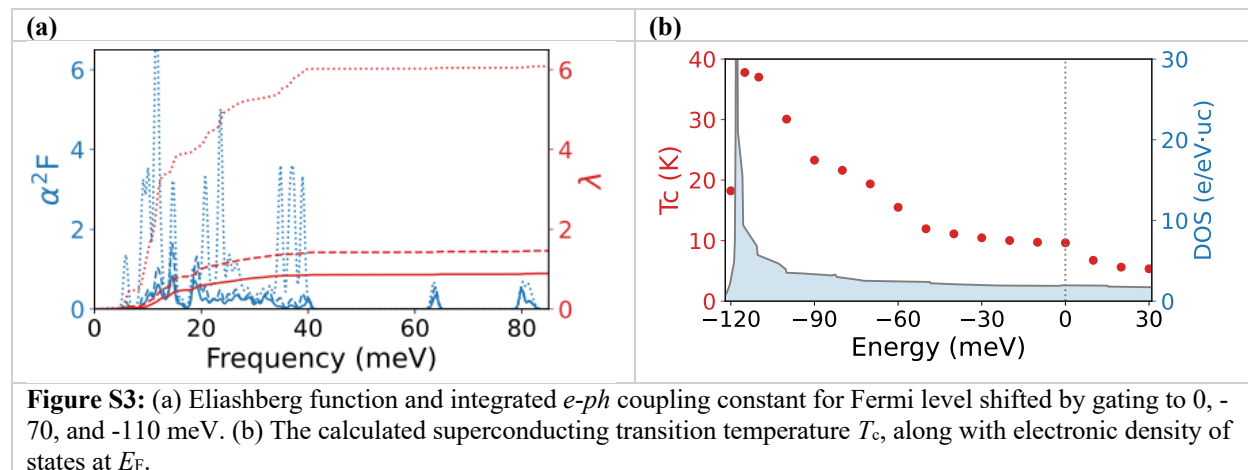 (a)
(b)
6
4
2
0
α²F
6
4
2
0
λ
0 20 40 60 80
Frequency (meV)
40
30
20
10
0
Tc (K)
30
20
10
0
DOS (e/eV·uc)
−120 −90 −60 −30 0 30
Energy (meV)
Figure S3: (a) Eliashberg function and integrated e-ph coupling constant for Fermi level shifted by gating to 0, -
70, and -110 meV. (b) The calculated superconducting transition temperature Tc, along with electronic density of
states at EF.